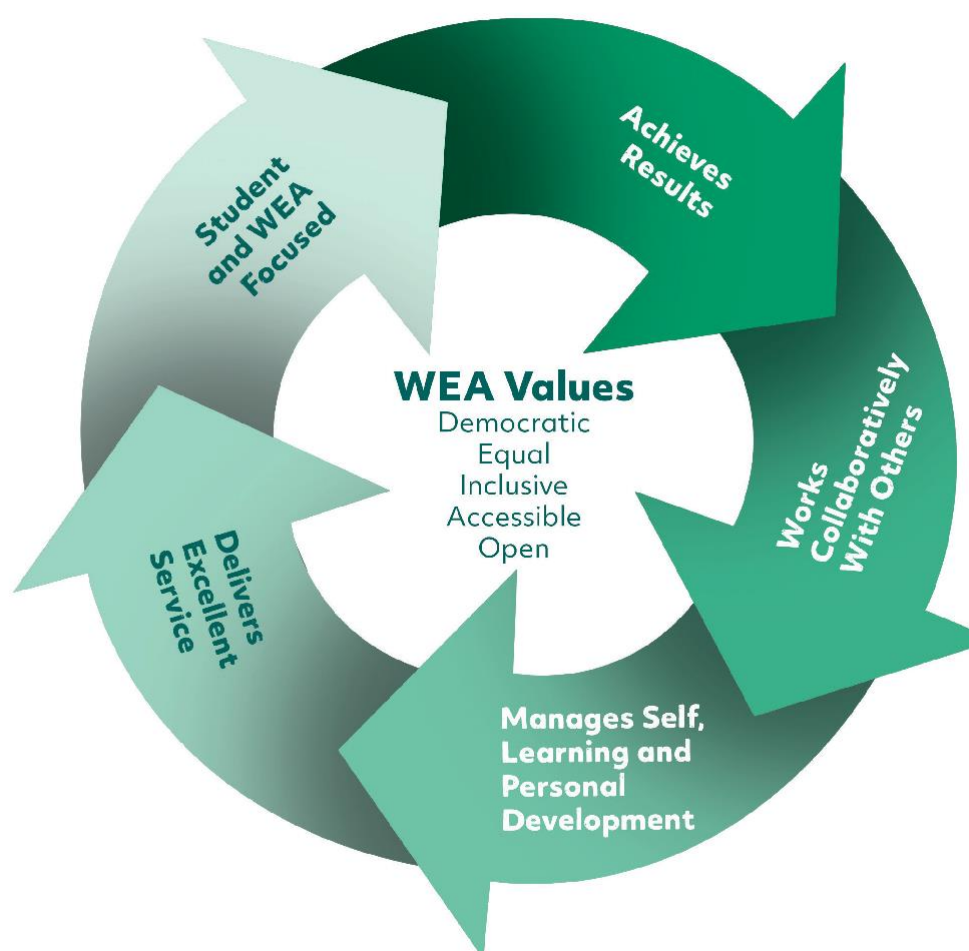 Achieves
Results
Works
Collaboratively
With Others
Manages Self,
Learning and
Personal
Development
Delivers
Excellent
Service
Student
and WEA
Focused
WEA Values
Democratic
Equal
Inclusive
Accessible
Open